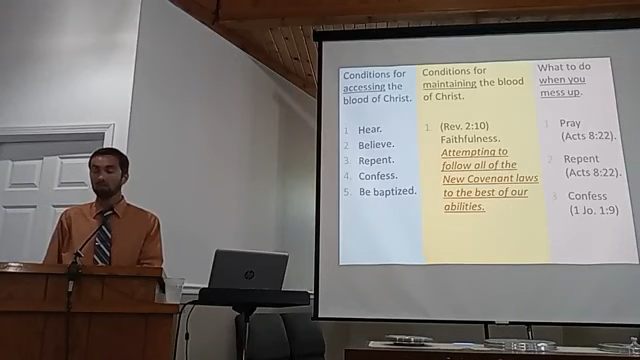 Conditions for
accessing the
blood of Christ.
1 Hear.
2 Believe.
3. Repent.
4. Confess.
5. Be baptized.
Conditions for
maintaining the blood
of Christ.
1. (Rev. 2:10)
Faithfulness.
Attempting to
follow all of the
New Covenant laws
to the best of our
abilities.
What to do
when you
mess up.
1 Pray
(Acts 8:22).
2 Repent
(Acts 8:22).
3 Confess
(1 Jo. 1:9)
hp